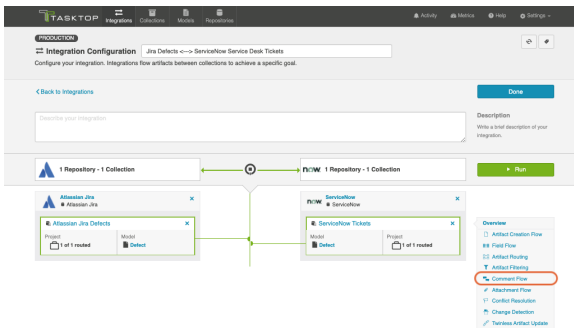 TASKTOP
Integrations
Collections
Models
Repositories
Activity
Metrics
Help
Settings
PRODUCTION
Integration Configuration
Jira Defects <---> ServiceNow Service Desk Tickets
Configure your integration. Integrations flow artifacts between collections to achieve a specific goal.
Back to Integrations
Done
Describe your integration
Description
Write a brief description of your
integration.
1 Repository - 1 Collection
now
1 Repository - 1 Collection
Run
Atlassian Jira
Atlassian Jira
Atlassian Jira Defects
Project
1 of 1 routed
Model
Defect
now
ServiceNow
ServiceNow
ServiceNow Tickets
Model
Defect
Project
1 of 1 routed
Overview
Artifact Creation Flow
Field Flow
Artifact Routing
Artifact Filtering
Comment Flow
Attachment Flow
Conflict Resolution
Change Detection
Twinless Artifact Update